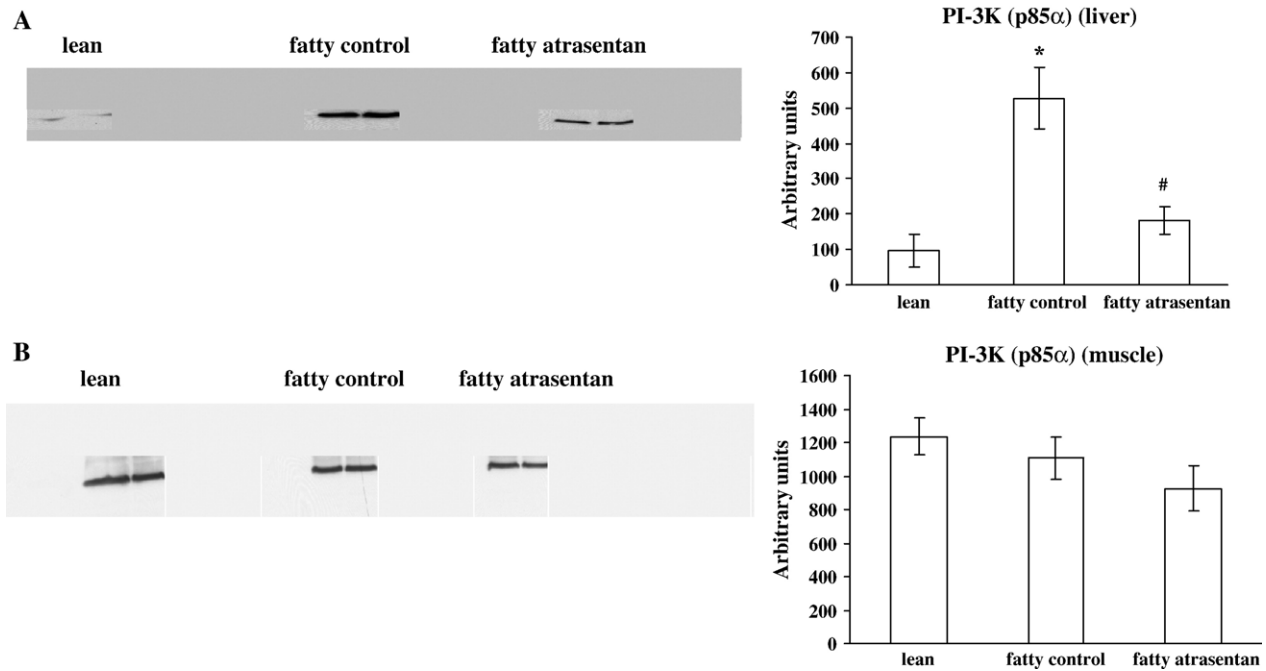 A
lean fatty control fatty atrasentan
PI-3K (p85α) (liver)
Arbitrary units
700
600
500
400
300
200
100
0
*
#
lean fatty control fatty atrasentan
B
lean fatty control fatty atrasentan
PI-3K (p85α) (muscle)
Arbitrary units
1600
1400
1200
1000
800
600
400
200
0
lean fatty control fatty atrasentan